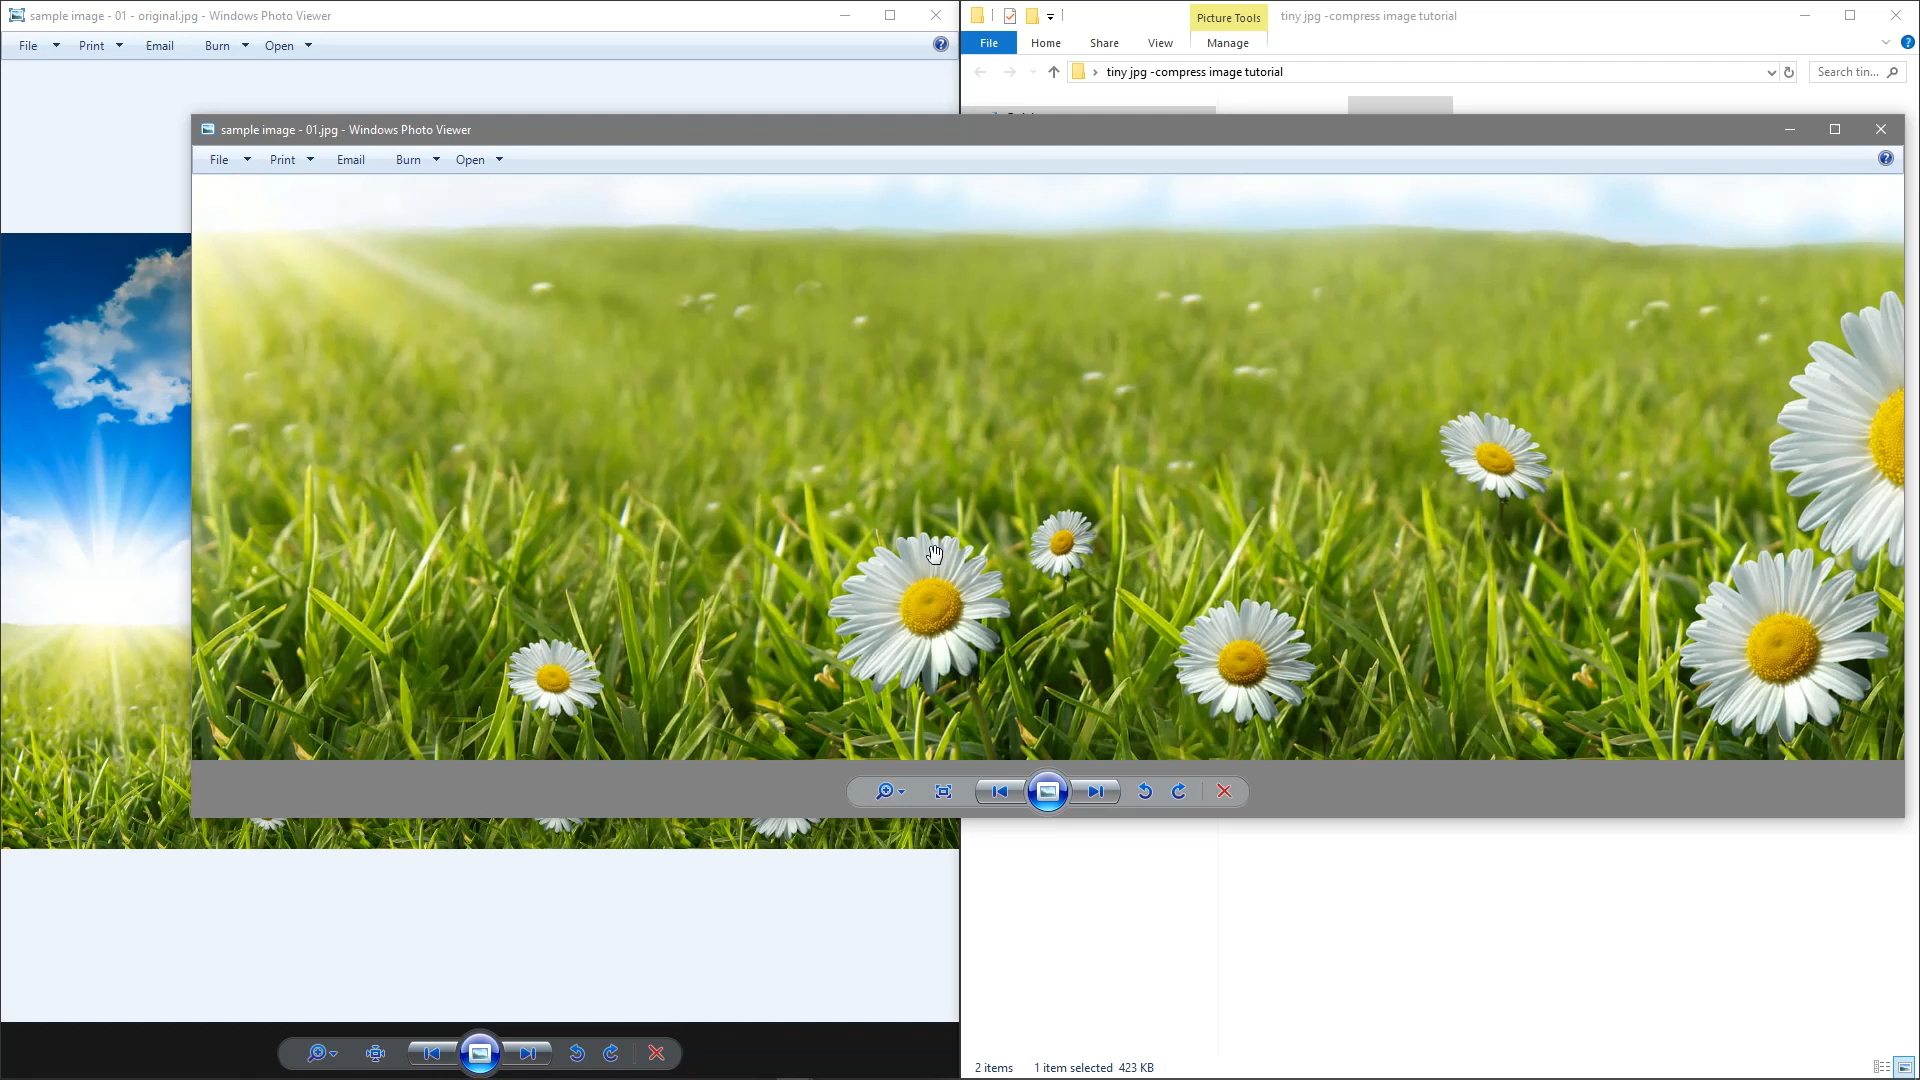 sample image - 01 - original.jpg - Windows Photo Viewer
File Print Email Burn Open
Picture Tools
tiny jpg -compress image tutorial
File Home Share View Manage
tiny jpg -compress image tutorial
Search tin...
sample image - 01.jpg - Windows Photo Viewer
File Print Email Burn Open
2 items 1 item selected 423 KB